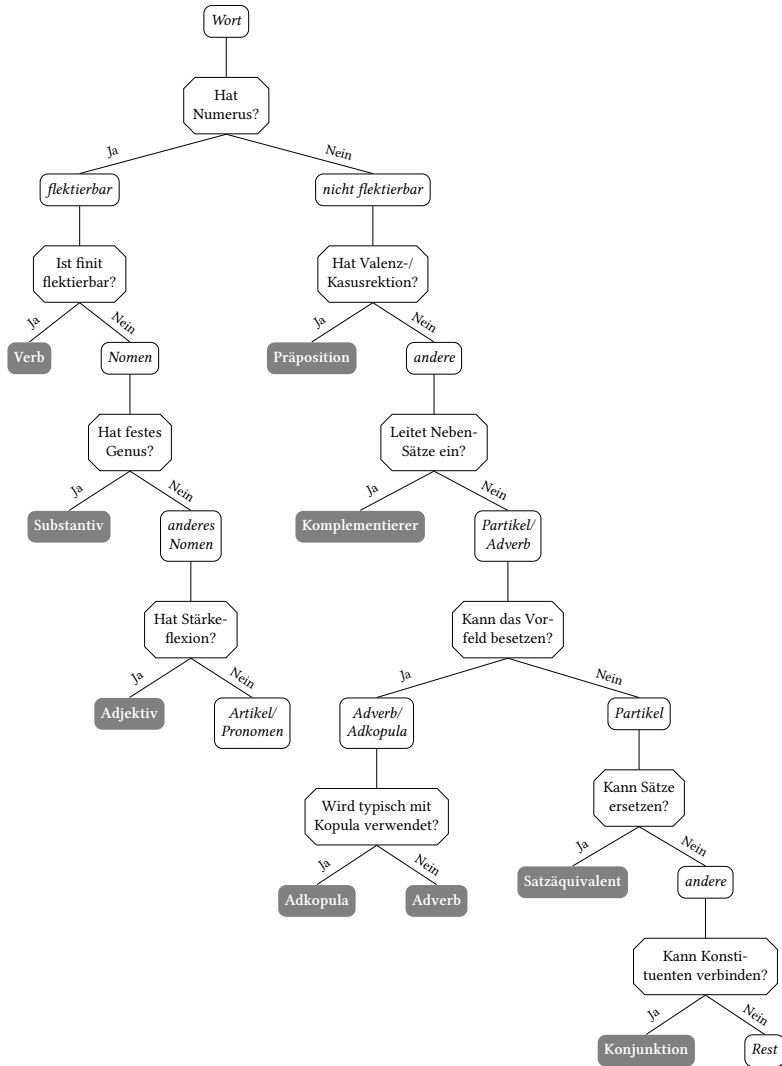 Wort
Hat
Numerus?
Ja
Nein
flektierbar
nicht flektierbar
Ist finit
flektierbar?
Hat Valenz-/
Kasusrektion?
Ja
Nein
Ja
Nein
Verb
Nomen
Präposition
andere
Hat festes
Genus?
Leitet Neben-
Sätze ein?
Ja
Nein
Ja
Nein
Substantiv
anderes
Nomen
Komplementierer
Partikel/
Adverb
Hat Stärke-
flexion?
Kann das Vor-
feld besetzen?
Ja
Nein
Ja
Nein
Adjektiv
Artikel/
Pronomen
Adverb/
Adkopula
Partikel
Wird typisch mit
Kopula verwendet?
Kann Sätze
ersetzen?
Ja
Nein
Ja
Nein
Adkopula
Adverb
Satzäquivalent
andere
Kann Konsti-
tuenten verbinden?
Ja
Nein
Konjunktion
Rest